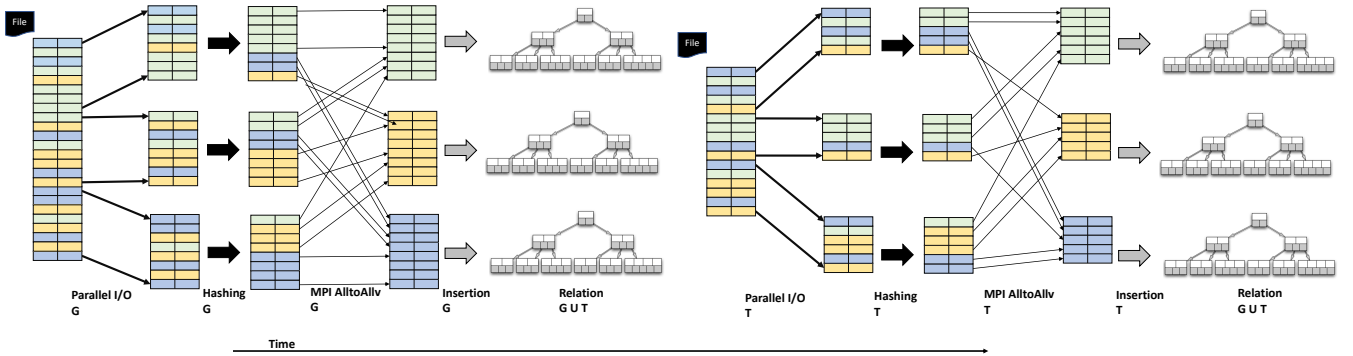 File
File
Parallel I/O
G
Hashing
G
MPI AlltoAllv
G
Insertion
G
Relation
G U T
Parallel I/O
T
Hashing
T
MPI AlltoAllv
T
Insertion
T
Relation
G U T
Time